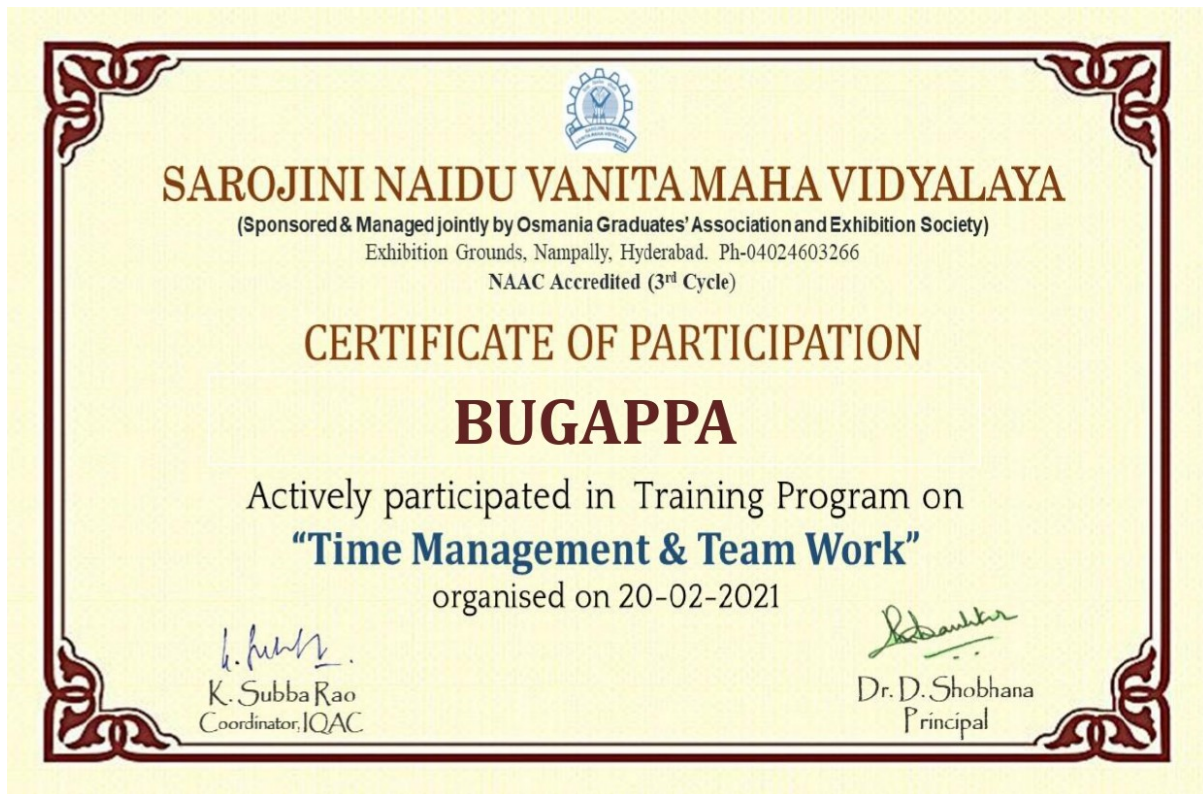 SAROJINI NAIDU VANITA MAHA VIDYALAYA
(Sponsored & Managed jointly by Osmania Graduates' Association and Exhibition Society)
Exhibition Grounds, Nampally, Hyderabad. Ph-04024603266
NAAC Accredited (3rd Cycle)
CERTIFICATE OF PARTICIPATION
BUGAPPA
Actively participated in Training Program on
“Time Management & Team Work”
organised on 20-02-2021
K. Subba Rao
Coordinator, IQAC
Dr. D. Shobhana
Principal